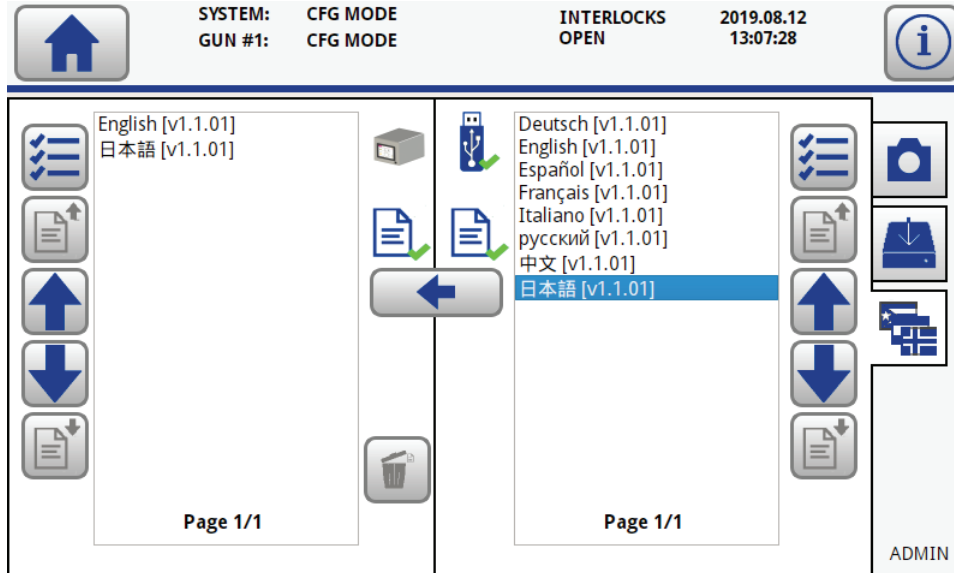 SYSTEM: CFG MODE
GUN #1: CFG MODE
INTERLOCKS
OPEN
2019.08.12
13:07:28
English [v1.1.01]
日本語 [v1.1.01]
Page 1/1
Deutsch [v1.1.01]
English [v1.1.01]
Español [v1.1.01]
Français [v1.1.01]
Italiano [v1.1.01]
русский [v1.1.01]
中文 [v1.1.01]
日本語 [v1.1.01]
Page 1/1
ADMIN